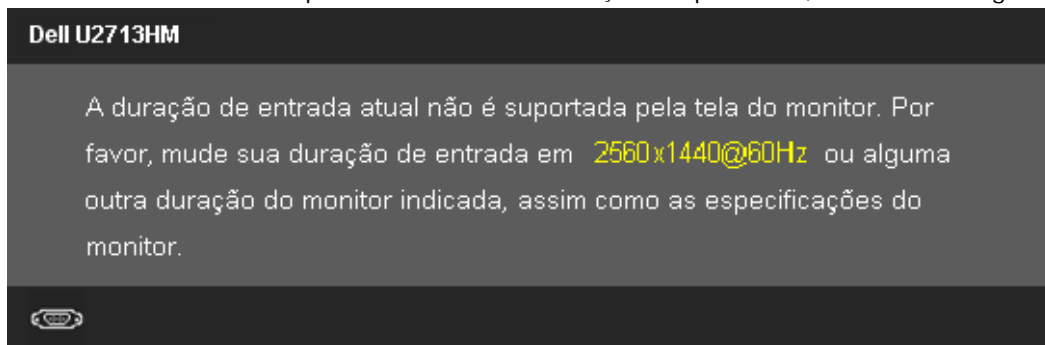 Dell U2713HM
A duração de entrada atual não é suportada pela tela do monitor. Por
favor, mude sua duração de entrada em 2560x1440@60Hz ou alguma
outra duração do monitor indicada, assim como as especificações do
monitor.